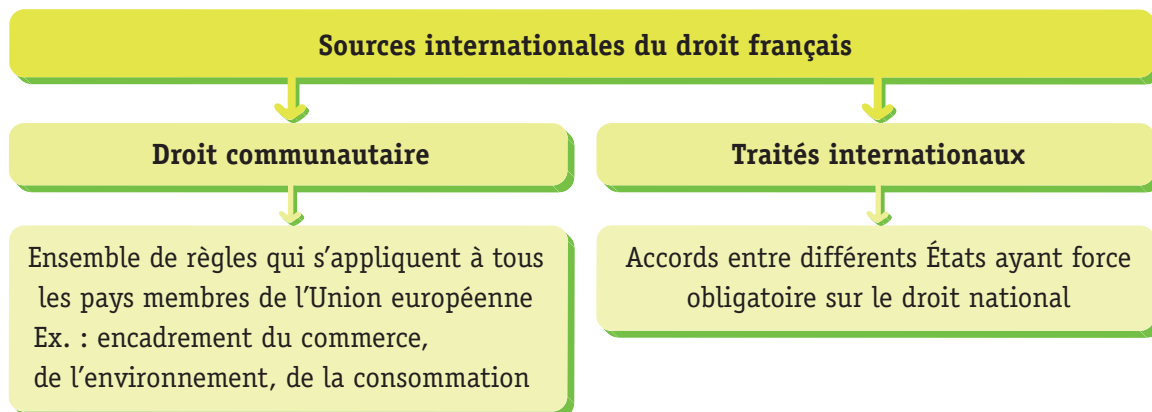 Sources internationales du droit français
Droit communautaire
Ensemble de règles qui s'appliquent à tous
les pays membres de l'Union européenne
Ex. : encadrement du commerce,
de l'environnement, de la consommation
Traités internationaux
Accords entre différents États ayant force
obligatoire sur le droit national